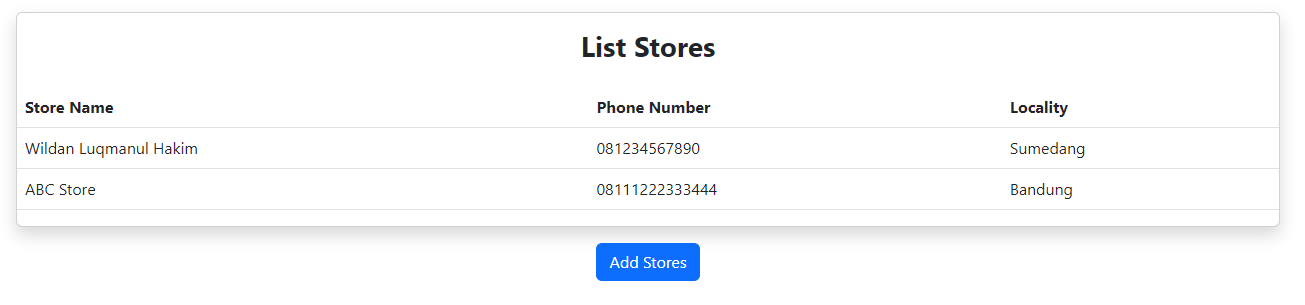 List Stores
Store Name Phone Number Locality
Wildan Luqmanul Hakim 081234567890 Sumedang
ABC Store 08111222333444 Bandung
Add Stores